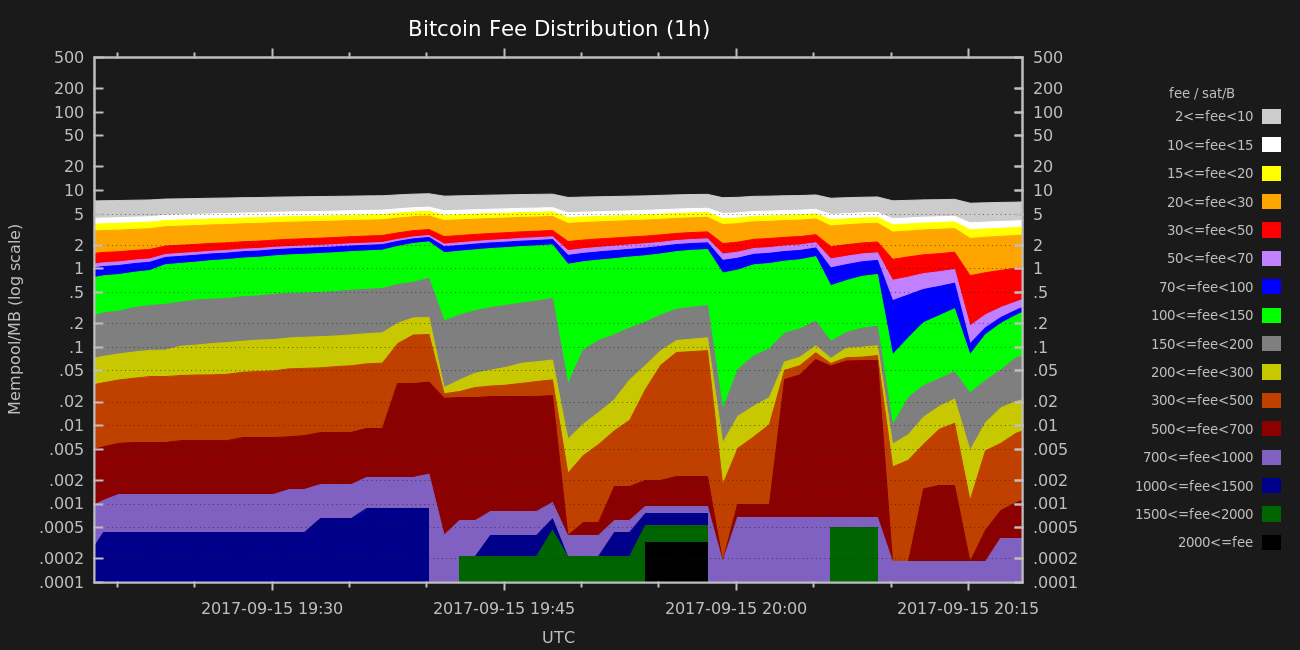 Bitcoin Fee Distribution (1h)
500 500
200 200
100 100
50 50
20 20
10 10
5 5
2 2
1 1
.5 .5
.2 .2
.1 .1
.05 .05
.02 .02
.01 .01
.005 .005
.002 .002
.001 .001
.0005 .0005
.0002 .0002
.0001 .0001
Mempool/MB (log scale)
2017-09-15 19:30 2017-09-15 19:45 2017-09-15 20:00 2017-09-15 20:15
UTC
fee / sat/B
2<=fee<10
10<=fee<15
15<=fee<20
20<=fee<30
30<=fee<50
50<=fee<70
70<=fee<100
100<=fee<150
150<=fee<200
200<=fee<300
300<=fee<500
500<=fee<700
700<=fee<1000
1000<=fee<1500
1500<=fee<2000
2000<=fee